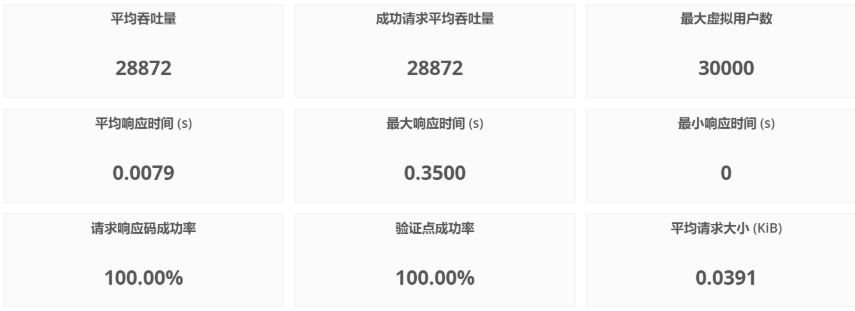 平均吞吐量 成功请求平均吞吐量 最大虚拟用户数
28872 28872 30000
平均响应时间 (s) 最大响应时间 (s) 最小响应时间 (s)
0.0079 0.3500 0
请求响应码成功率 验证点成功率 平均请求大小 (KiB)
100.00% 100.00% 0.0391